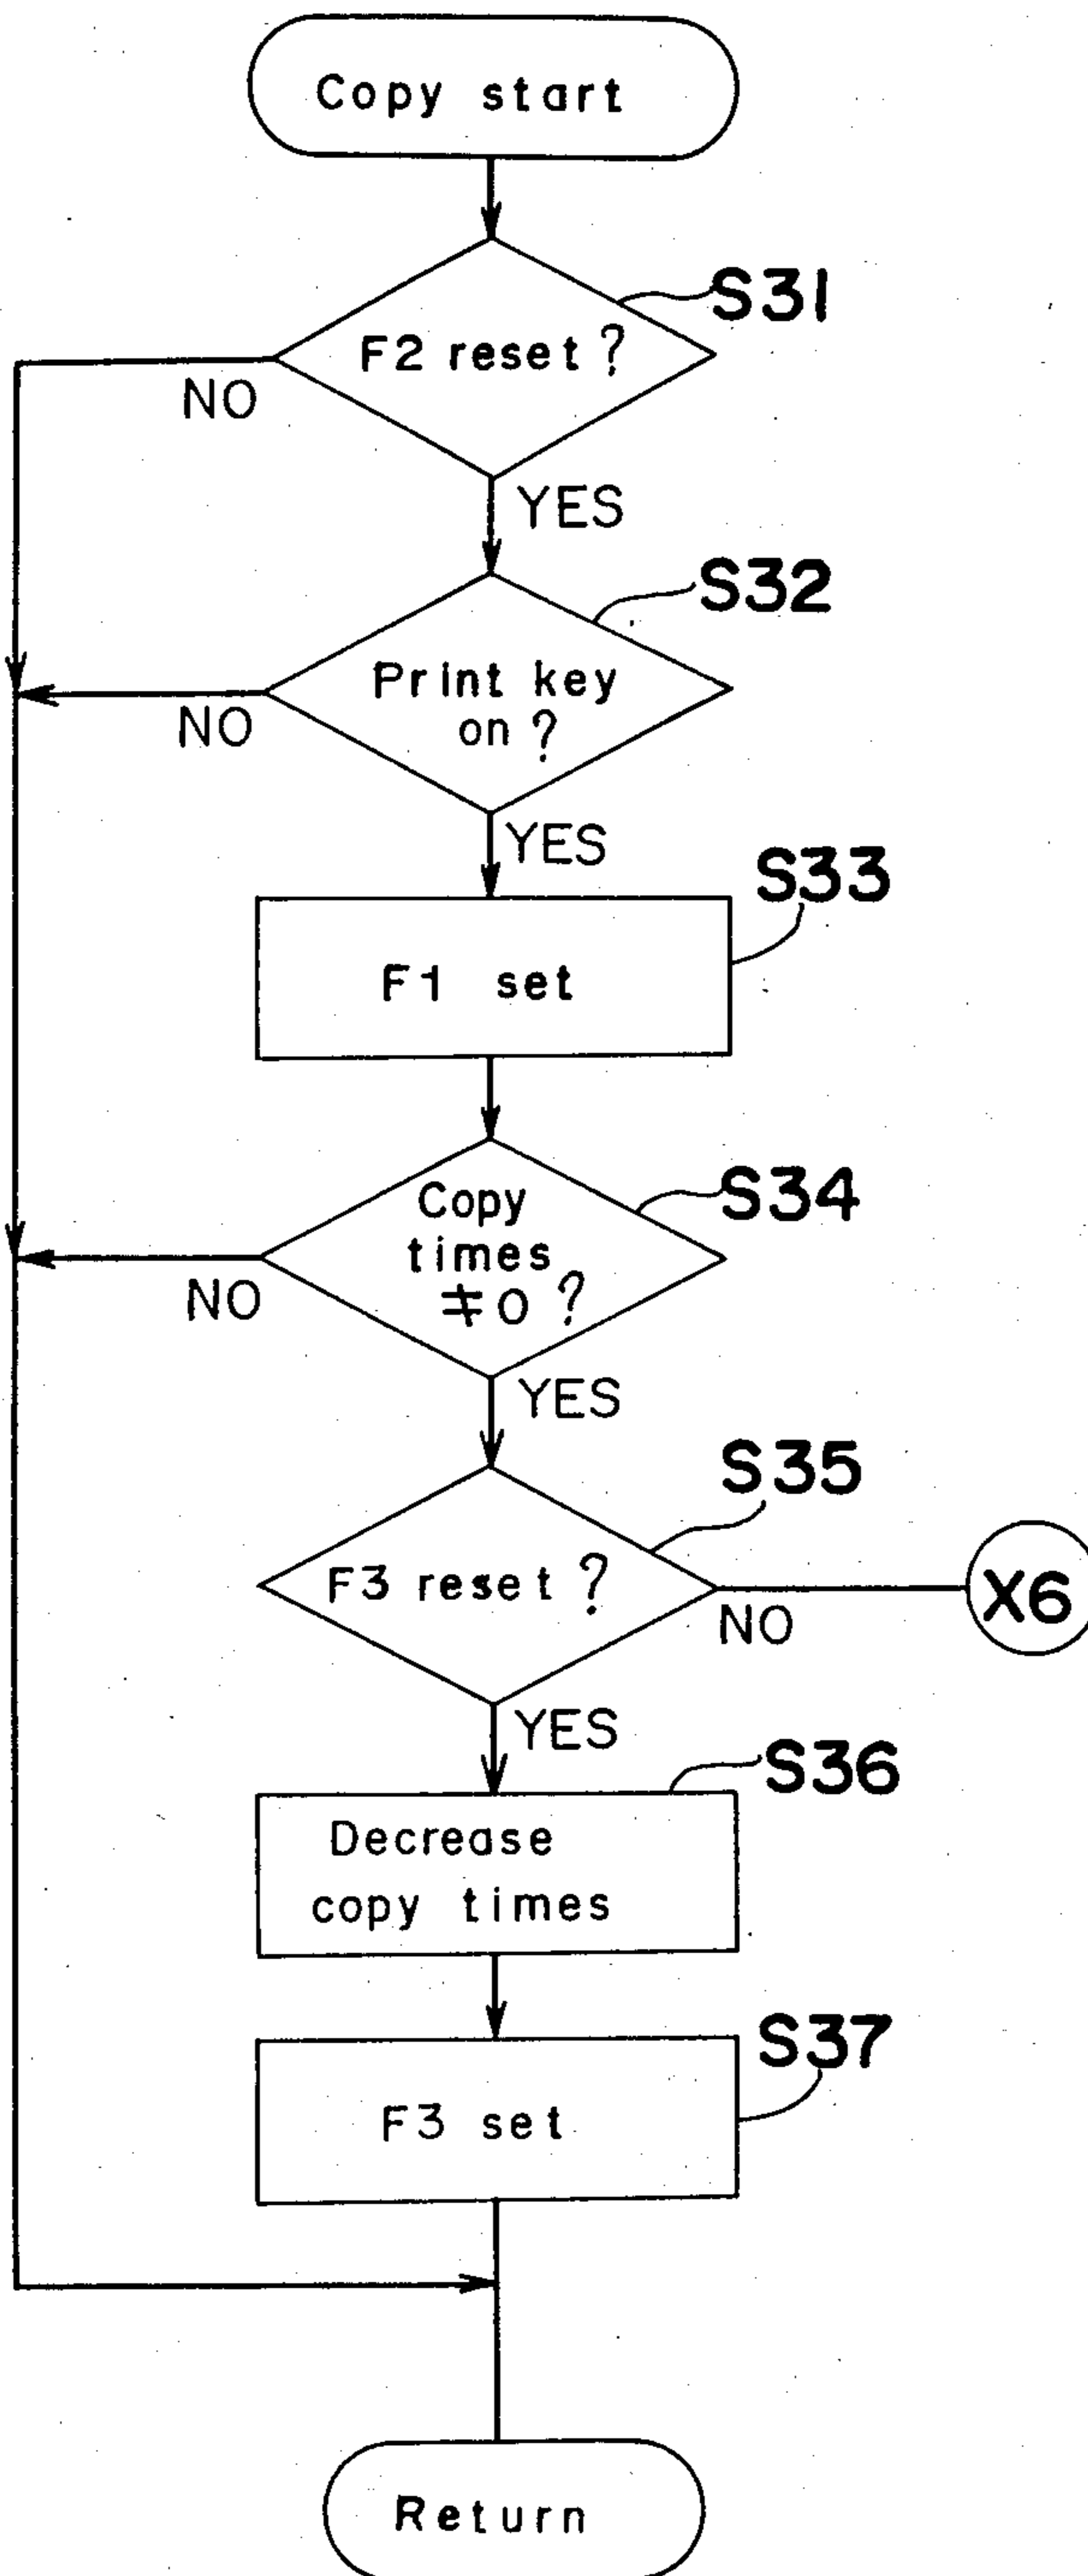 Copy start
S31
F2 reset ?
NO
YES
S32
Print key
on ?
NO
YES
S33
F1 set
S34
Copy
times
≠0 ?
NO
YES
S35
F3 reset ?
NO
X6
YES
S36
Decrease
copy times
S37
F3 set
Return